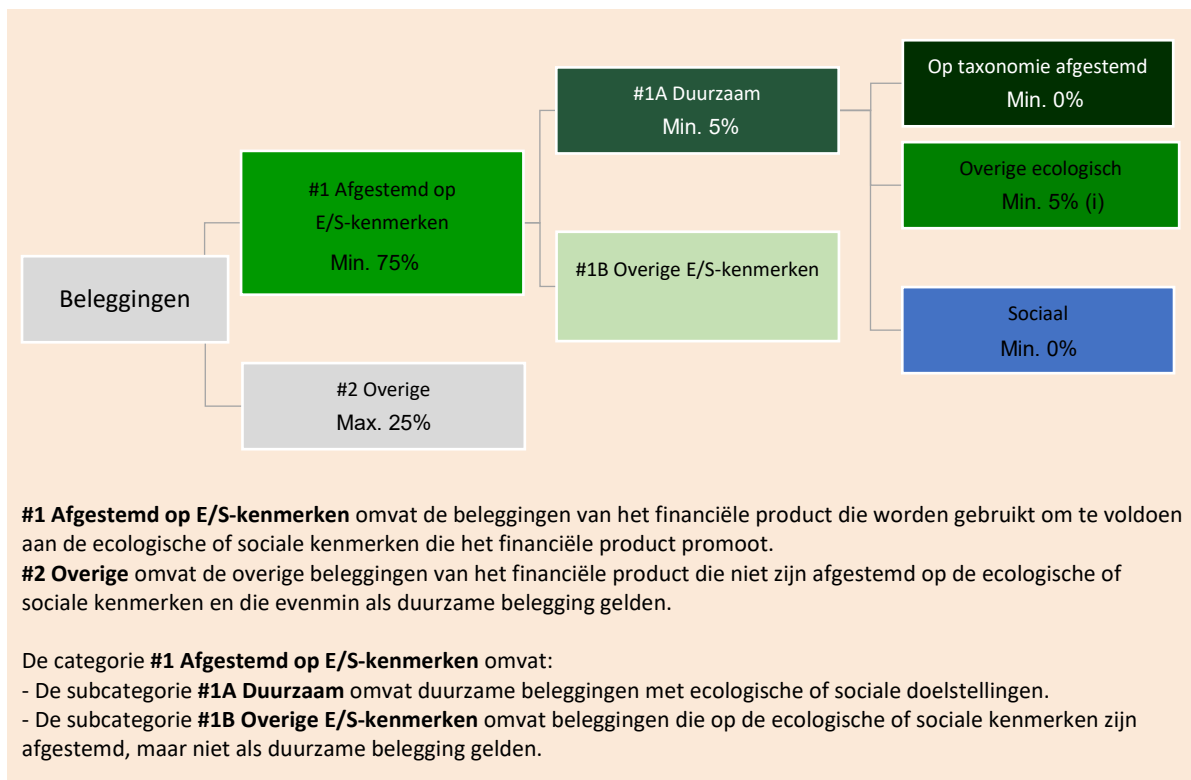 Beleggingen
#1 Afgestemd op
E/S-kenmerken
Min. 75%
#2 Overige
Max. 25%
#1A Duurzaam
Min. 5%
#1B Overige E/S-kenmerken
Op taxonomie afgestemd
Min. 0%
Overige ecologisch
Min. 5% (i)
Sociaal
Min. 0%
#1 Afgestemd op E/S-kenmerken omvat de beleggingen van het financiële product die worden gebruikt om te voldoen
aan de ecologische of sociale kenmerken die het financiële product promoot.
#2 Overige omvat de overige beleggingen van het financiële product die niet zijn afgestemd op de ecologische of
sociale kenmerken en die evenmin als duurzame belegging gelden.
De categorie #1 Afgestemd op E/S-kenmerken omvat:
- De subcategorie #1A Duurzaam omvat duurzame beleggingen met ecologische of sociale doelstellingen.
- De subcategorie #1B Overige E/S-kenmerken omvat beleggingen die op de ecologische of sociale kenmerken zijn
afgestemd, maar niet als duurzame belegging gelden.